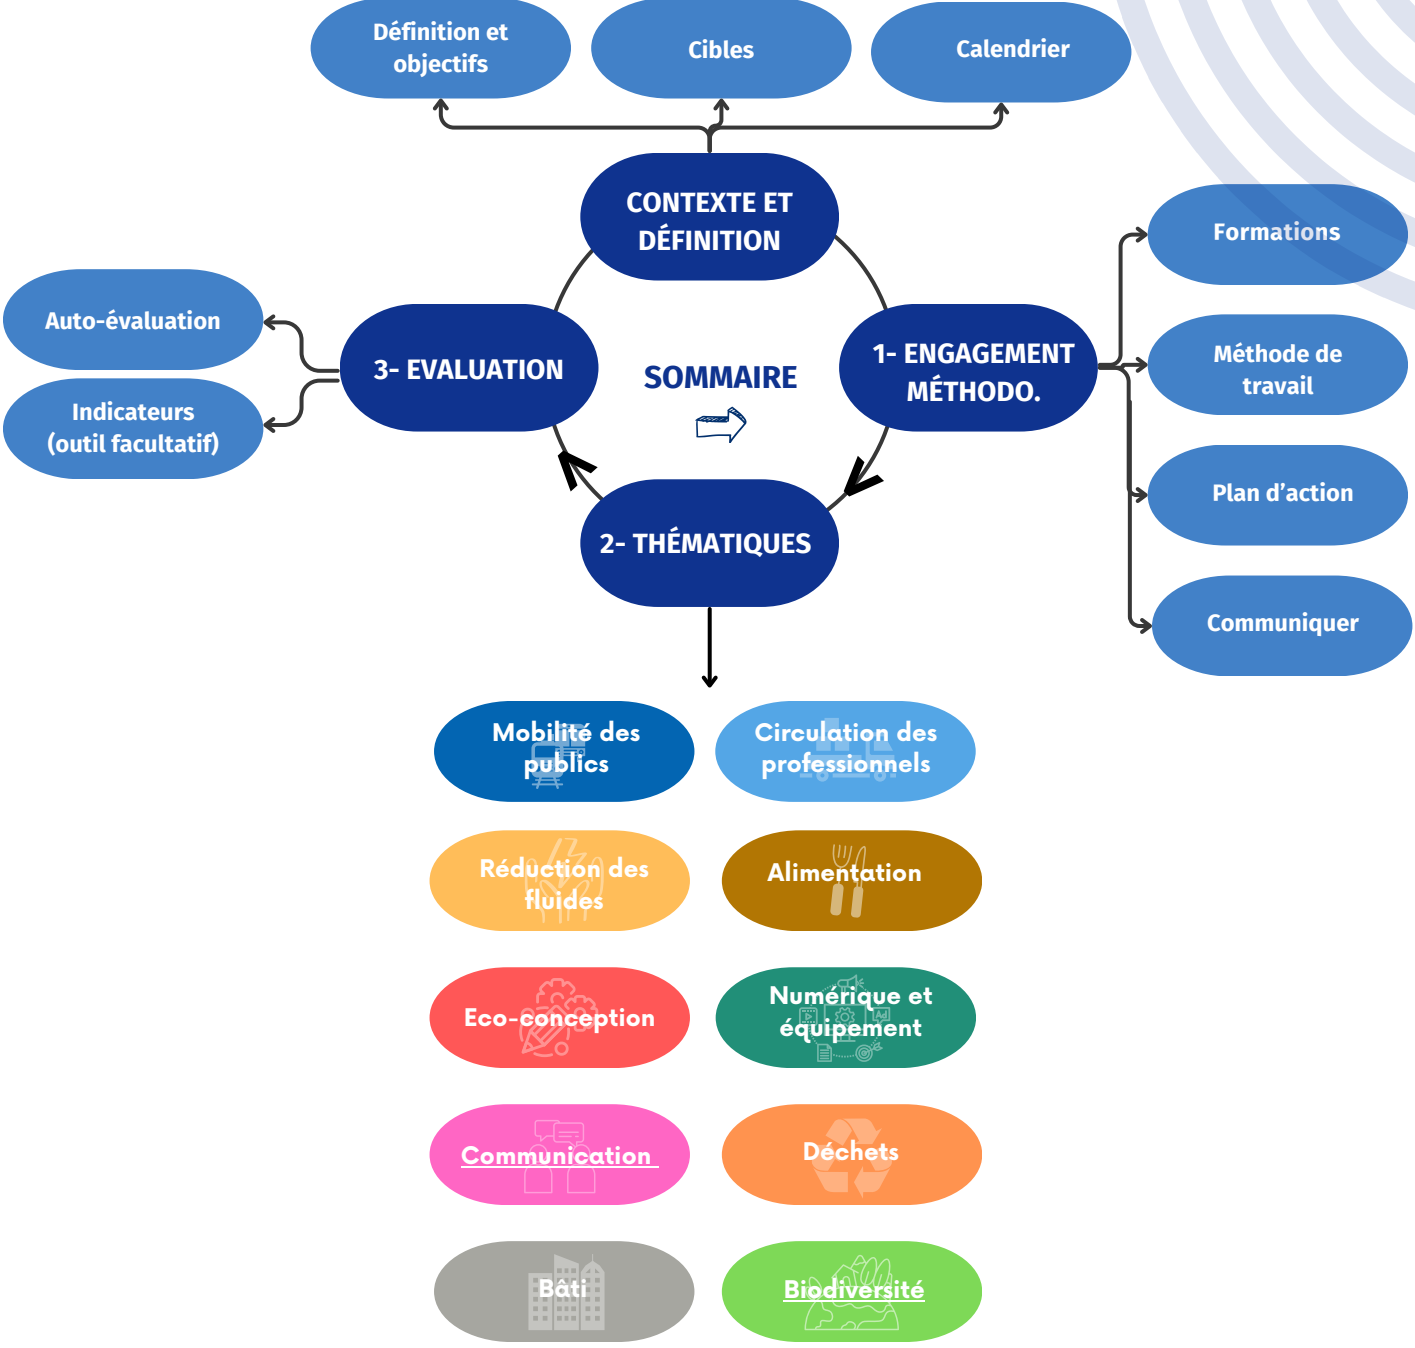 Définition et
objectifs
Cibles
Calendrier
CONTEXTE ET
DÉFINITION
Formations
Auto-évaluation
3- EVALUATION
SOMMAIRE
1- ENGAGEMENT
MÉTHODO.
Méthode de
travail
Indicateurs
(outil facultatif)
Plan d’action
2- THÉMATIQUES
Communiquer
Mobilité des
publics
Circulation des
professionnels
Réduction des
fluides
Alimentation
Eco-conception
Numérique et
équipement
Ad
Communication
Déchets
Bâti
Biodiversité